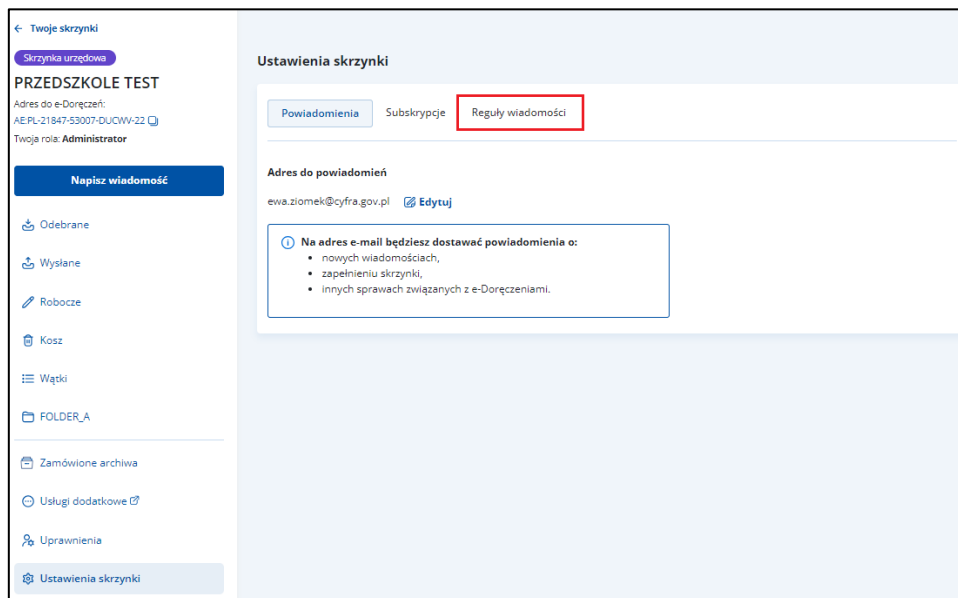 ← Twoje skrzynki
Skrzynka urzędowa
PRZEDSZKOLE TEST
Adres do e-Doręczeń:
AE:PL-21847-53007-DUCWV-22
Twoja rola: Administrator
Napisz wiadomość
Odebrane
Wysłane
Robocze
Kosz
Wątki
FOLDER_A
Zamówione archiwa
Usługi dodatkowe
Uprawnienia
Ustawienia skrzynki
Ustawienia skrzynki
Powiadomienia Subskrypcje Reguły wiadomości
Adres do powiadomień
ewa.ziomek@cyfra.gov.pl Edytuj
Na adres e-mail będziesz dostawać powiadomienia o:
• nowych wiadomościach,
• zapełnieniu skrzynki,
• innych sprawach związanych z e-Doręczeniami.